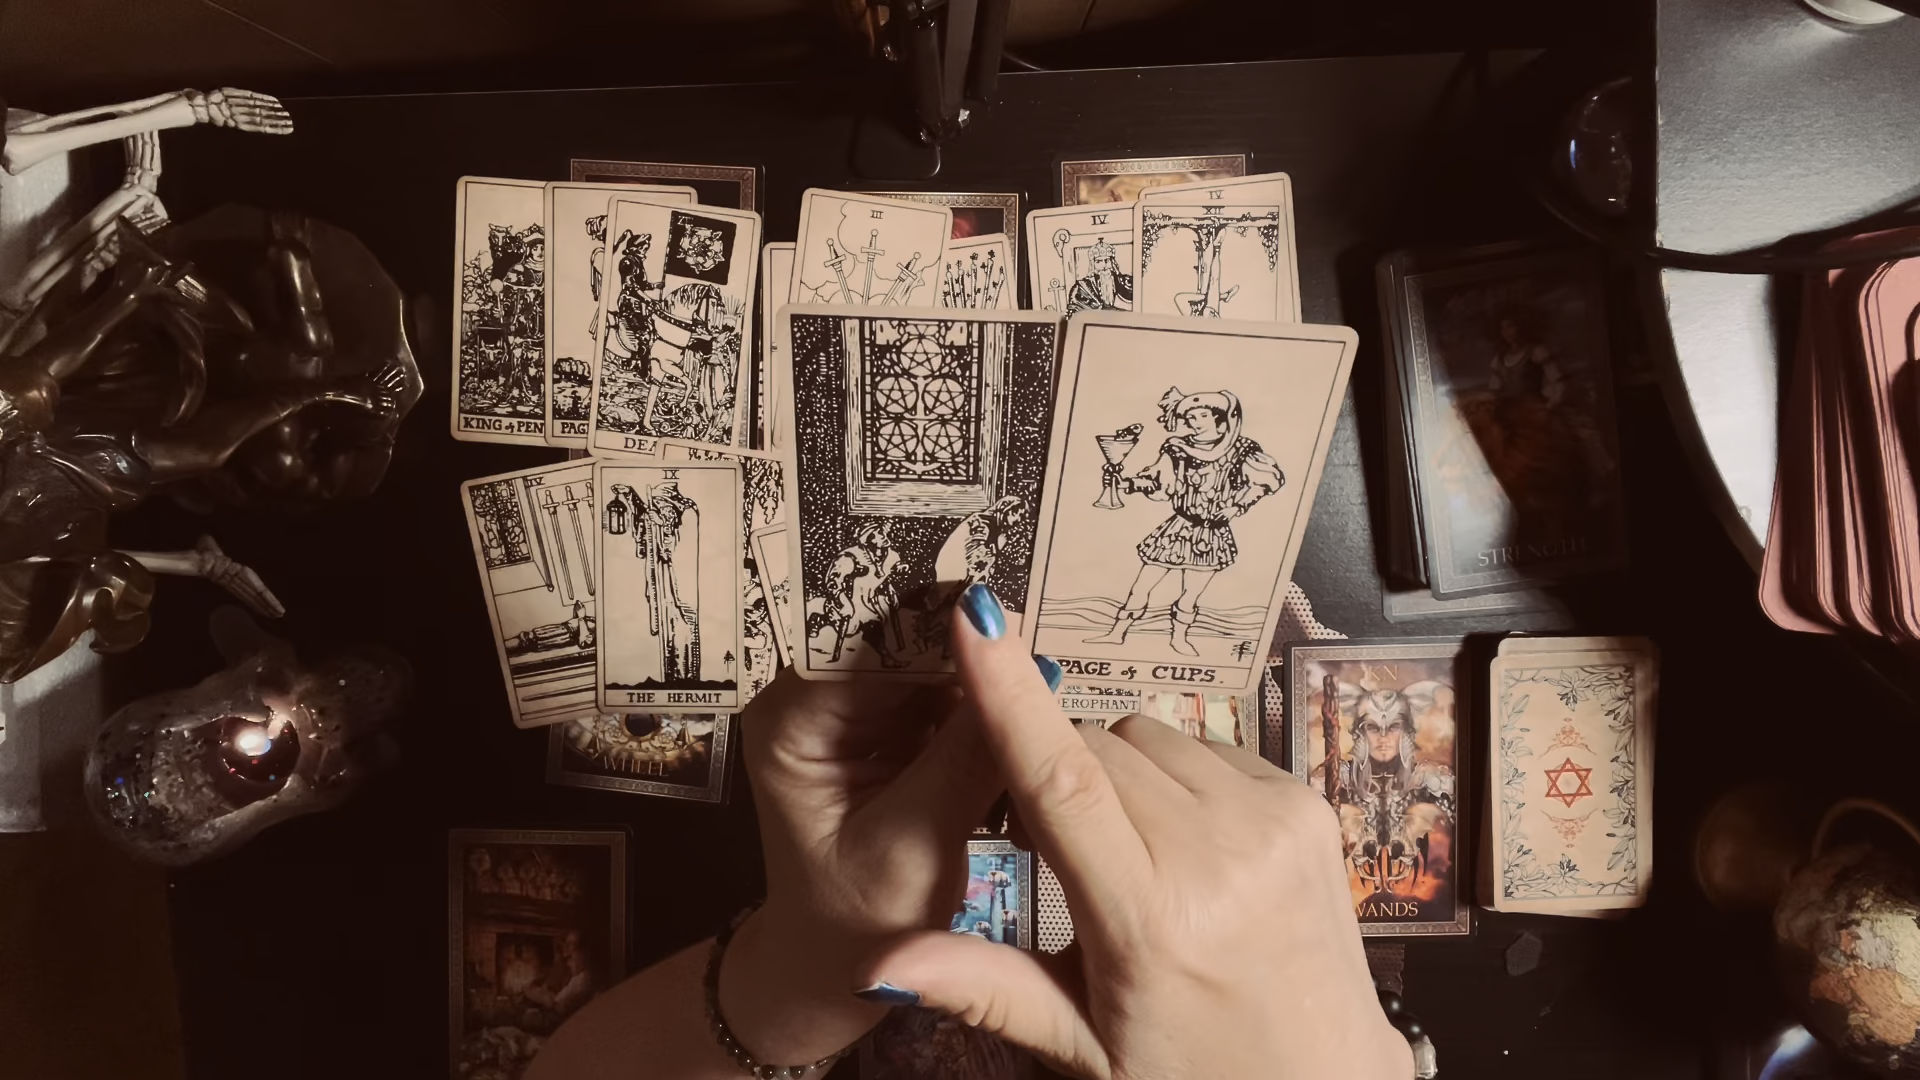 III
IV
IV
XII
KING of PEN
PAG
DEA
IV
IX
THE HERMIT
PAGE of CUPS.
EROPHANT
STRENGTH
WHEEL
KN
WANDS